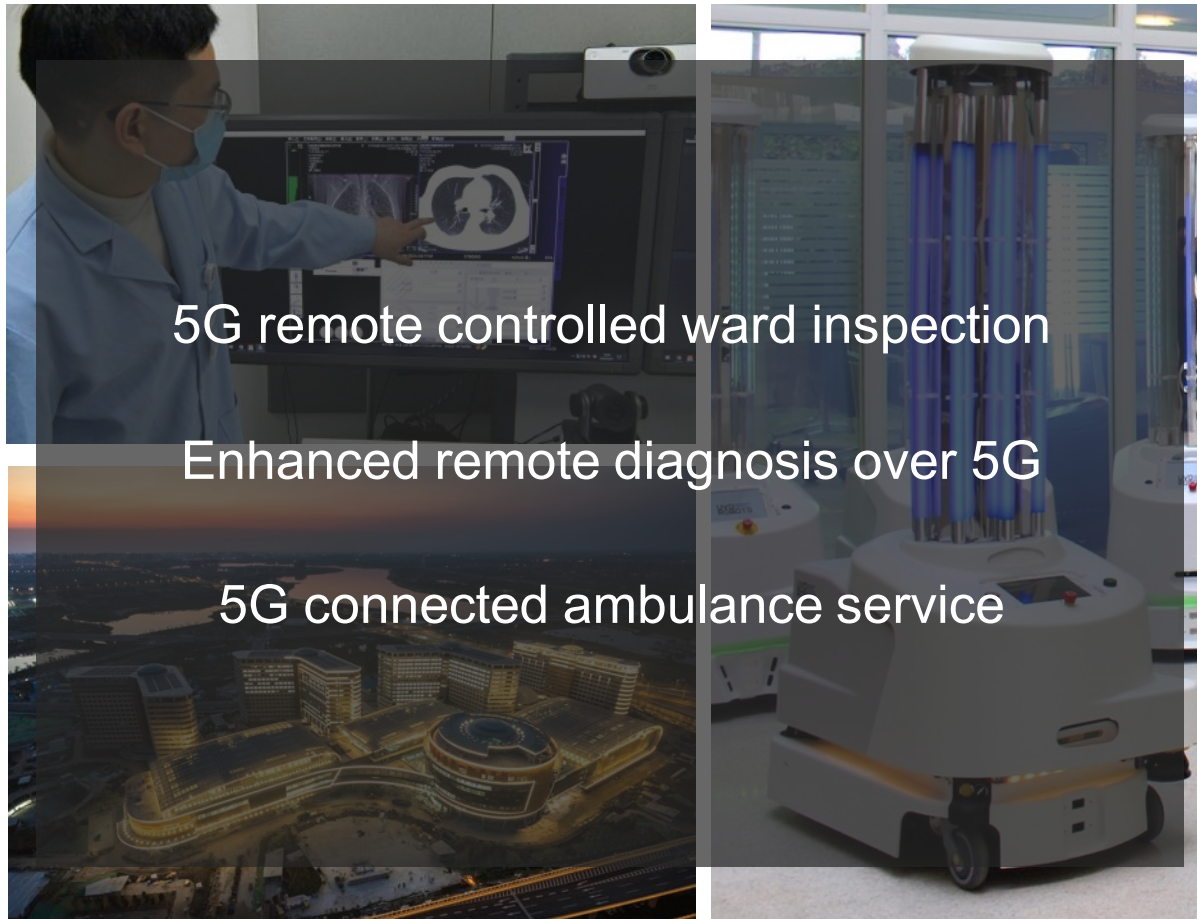 5G remote controlled ward inspection
Enhanced remote diagnosis over 5G
5G connected ambulance service